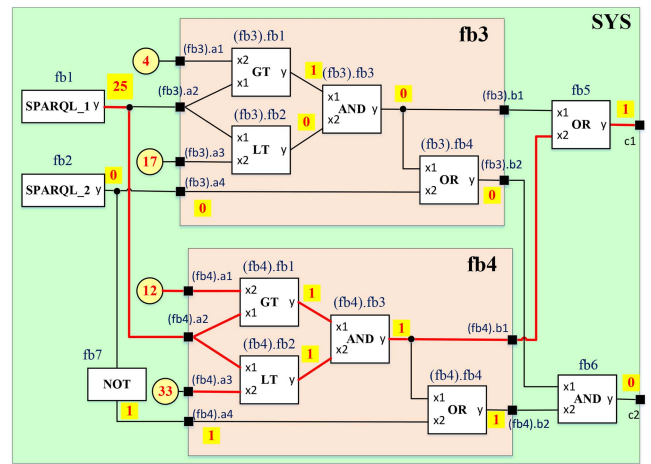 SYS
fb3
4
(fb3).a1
(fb3).fb1
x2
GT y
x1
1
(fb3).fb3
x1
AND y
x2
0
fb1
SPARQL_1 y
25
(fb3).a2
(fb3).fb2
x1
LT y
x2
0
(fb3).b1
fb5
x1
OR y
x2
1
c1
17
(fb3).a3
(fb3).fb4
x1
OR y
x2
0
(fb3).b2
fb2
SPARQL_2 y
0
(fb3).a4
0
fb4
12
(fb4).a1
(fb4).fb1
x2
GT y
x1
1
(fb4).fb3
x1
AND y
x2
1
(fb4).a2
(fb4).fb2
x1
LT y
x2
1
(fb4).b1
fb7
NOT
1
33
(fb4).a3
(fb4).fb4
x1
OR y
x2
1
(fb4).b2
(fb4).a4
1
fb6
x1
AND y
x2
0
c2